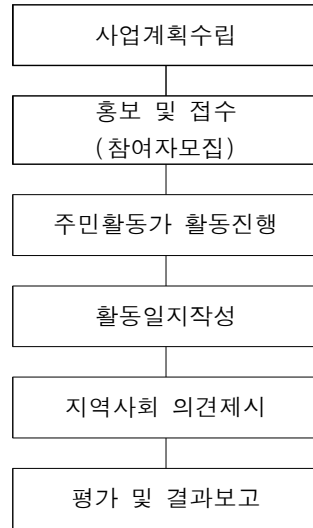 사업계획수립
홍보 및 접수
(참여자모집)
주민활동가 활동진행
활동일지작성
지역사회 의견제시
평가 및 결과보고